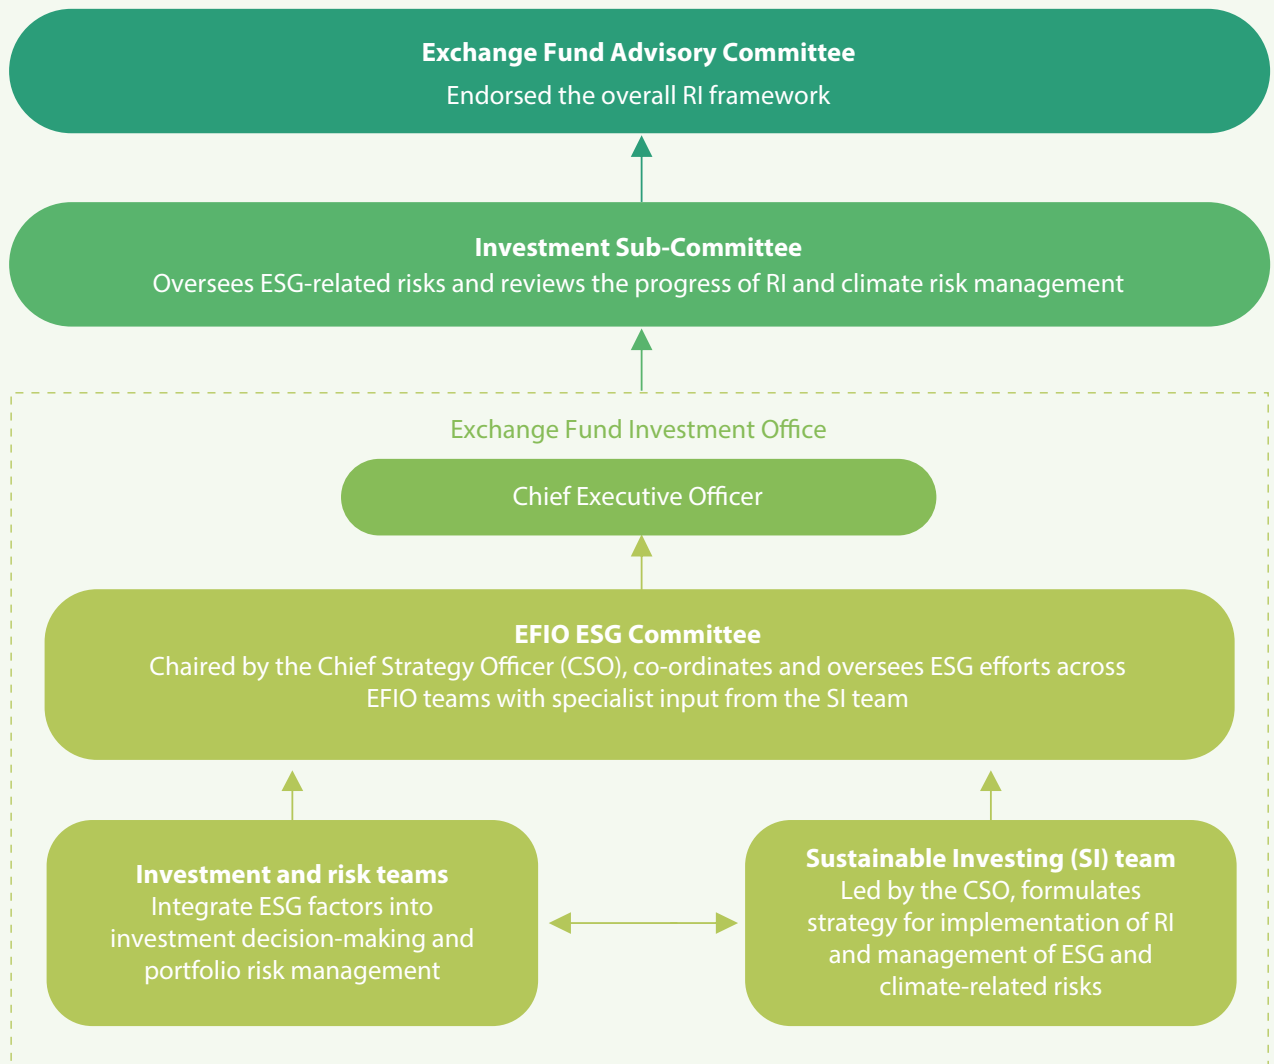 Exchange Fund Advisory Committee
Endorsed the overall RI framework
Investment Sub-Committee
Oversees ESG-related risks and reviews the progress of RI and climate risk management
Exchange Fund Investment Office
Chief Executive Officer
EFIO ESG Committee
Chaired by the Chief Strategy Officer (CSO), co-ordinates and oversees ESG efforts across
EFIO teams with specialist input from the SI team
Investment and risk teams
Integrate ESG factors into
investment decision-making and
portfolio risk management
Sustainable Investing (SI) team
Led by the CSO, formulates
strategy for implementation of RI
and management of ESG and
climate-related risks